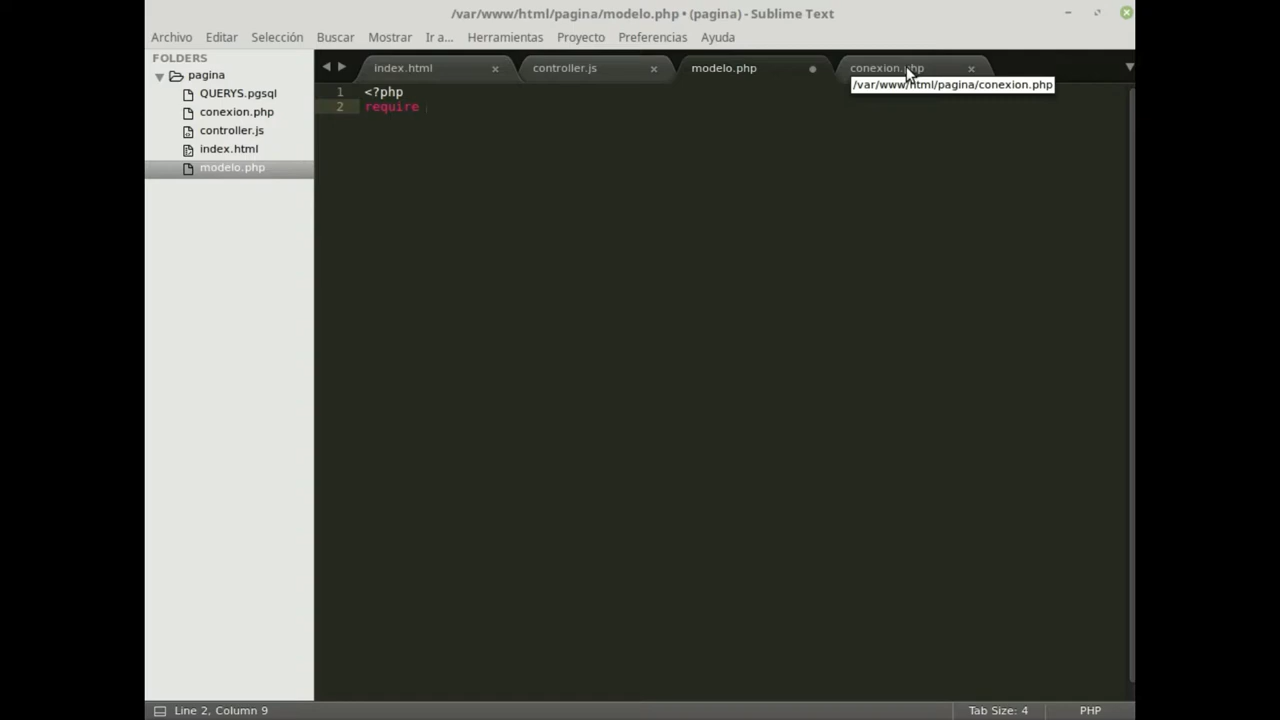 /var/www/html/pagina/modelo.php • (pagina) - Sublime Text
Archivo Editar Selección Buscar Mostrar Ir a... Herramientas Proyecto Preferencias Ayuda
FOLDERS
pagina
QUERYS.pgsql
conexion.php
controller.js
index.html
modelo.php
index.html controller.js modelo.php conexion.php
/var/www/html/pagina/conexion.php
1 <?php
2 require
Line 2, Column 9 Tab Size: 4 PHP